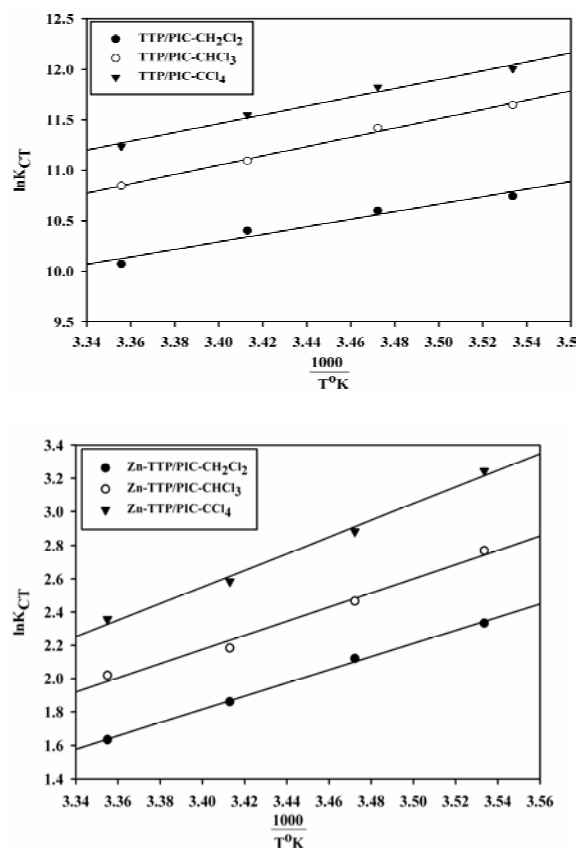 TTP/PIC-CH2Cl2
TTP/PIC-CHCl3
TTP/PIC-CCl4
12.5
12.0
11.5
11.0
10.5
10.0
9.5
lnKCT
3.34 3.36 3.38 3.40 3.42 3.44 3.46 3.48 3.50 3.52 3.54 3.5
1000
T°K
Zn-TTP/PIC-CH2Cl2
Zn-TTP/PIC-CHCl3
Zn-TTP/PIC-CCl4
3.4
3.2
3.0
2.8
2.6
2.4
2.2
2.0
1.8
1.6
1.4
lnKCT
3.34 3.36 3.38 3.40 3.42 3.44 3.46 3.48 3.50 3.52 3.54 3.56
1000
T°K